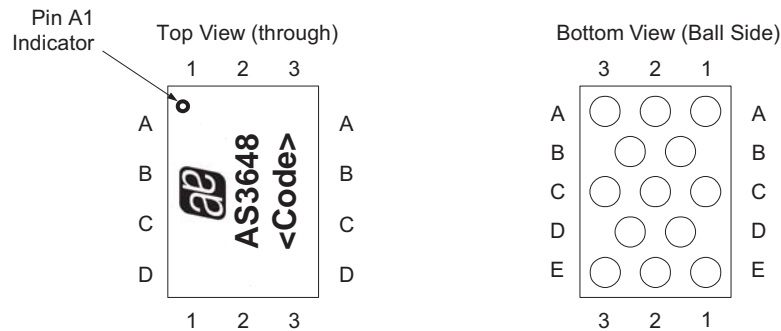 Pin A1
Indicator
Top View (through)
1 2 3
A A
B B
C C
D D
AS3648
<Code>
1 2 3
Bottom View (Ball Side)
3 2 1
A A
B B
C C
D D
E E
3 2 1